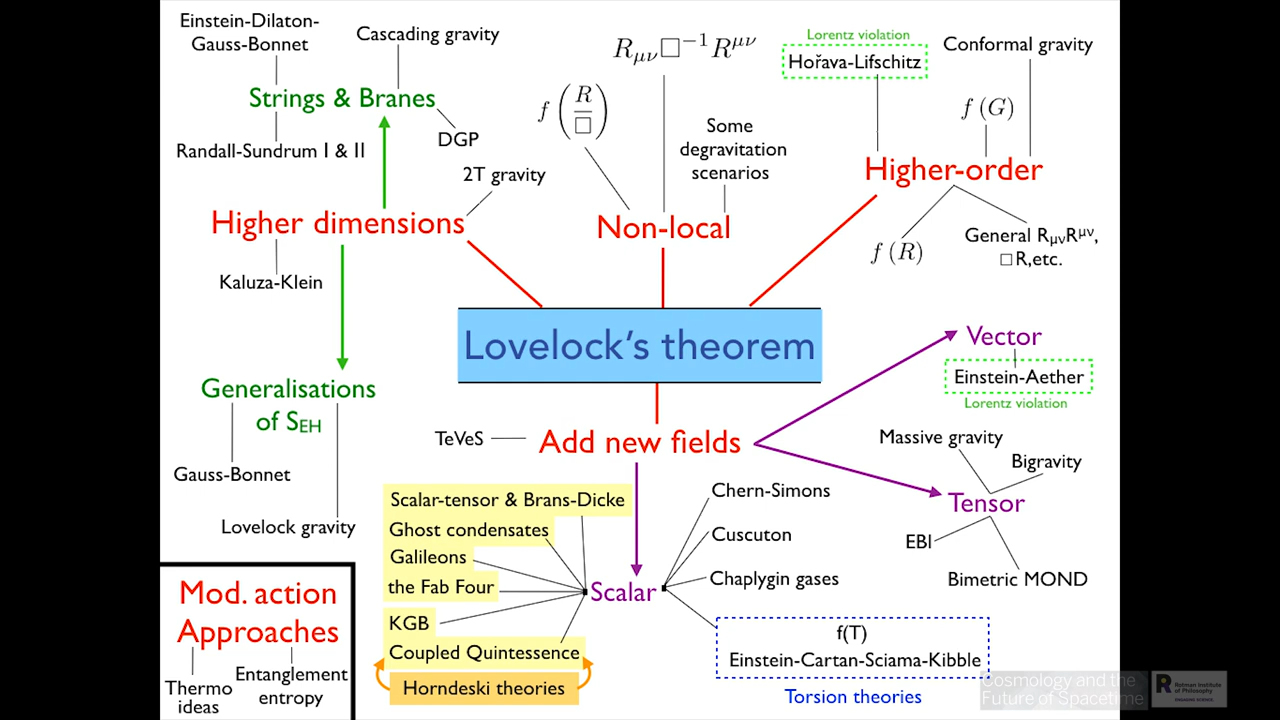 Einstein-Dilaton-
Gauss-Bonnet
Cascading gravity
Strings & Branes
Randall-Sundrum I & II
DGP
2T gravity
Higher dimensions
Kaluza-Klein
Generalisations
of S_EH
Gauss-Bonnet
Lovelock gravity
R_μν□⁻¹R^μν
f(R/□)
Some
degravitation
scenarios
Non-local
Lorentz violation
Hořava-Lifschitz
Conformal gravity
f(G)
Higher-order
f(R)
General R_μνR^μν,
□R,etc.
Lovelock's theorem
TeVeS
Add new fields
Vector
Einstein-Aether
Lorentz violation
Massive gravity
Bigravity
Tensor
EBI
Bimetric MOND
Scalar-tensor & Brans-Dicke
Ghost condensates
Galileons
the Fab Four
KGB
Coupled Quintessence
Horndeski theories
Scalar
Chern-Simons
Cuscuton
Chaplygin gases
f(T)
Einstein-Cartan-Sciama-Kibble
Torsion theories
Mod. action
Approaches
Thermo
ideas
Entanglement
entropy
Cosmology and the
Future of Spacetime
R
Rotman Institute
of Philosophy